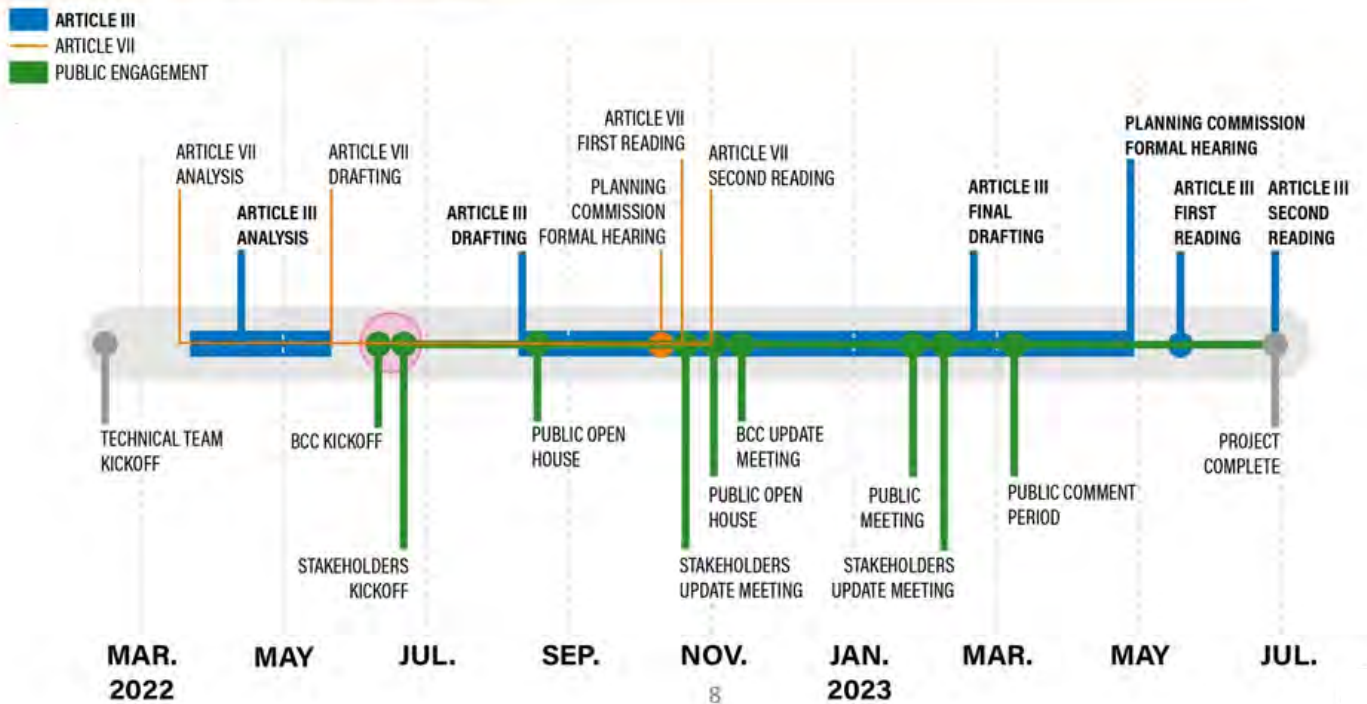 ARTICLE III
ARTICLE VII
PUBLIC ENGAGEMENT
ARTICLE VII
ANALYSIS
ARTICLE III
ANALYSIS
ARTICLE VII
DRAFTING
ARTICLE III
DRAFTING
PLANNING
COMMISSION
FORMAL HEARING
ARTICLE VII
FIRST READING
ARTICLE VII
SECOND READING
ARTICLE III
FINAL
DRAFTING
PLANNING COMMISSION
FORMAL HEARING
ARTICLE III
FIRST
READING
ARTICLE III
SECOND
READING
TECHNICAL TEAM
KICKOFF
BCC KICKOFF
STAKEHOLDERS
KICKOFF
PUBLIC OPEN
HOUSE
STAKEHOLDERS
UPDATE MEETING
PUBLIC OPEN
HOUSE
BCC UPDATE
MEETING
PUBLIC
MEETING
STAKEHOLDERS
UPDATE MEETING
PUBLIC COMMENT
PERIOD
PROJECT
COMPLETE
MAR. MAY JUL. SEP. NOV. JAN. MAR. MAY JUL.
2022 2023
8